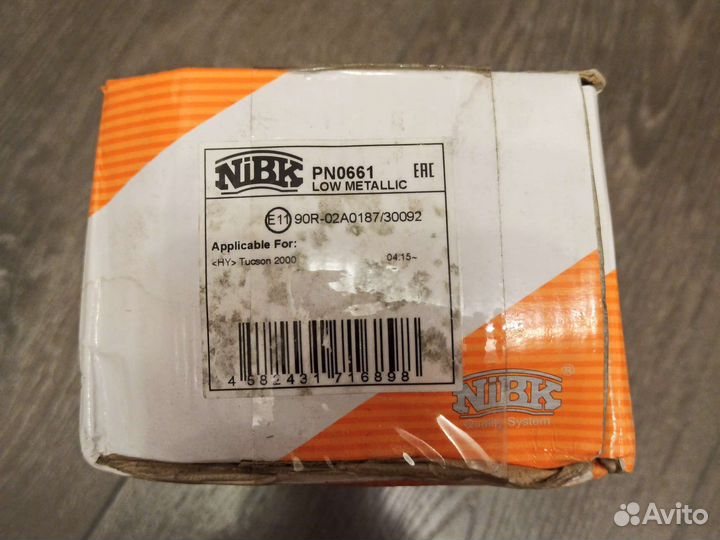 NiBK
PN0661
LOW METALLIC
EAC
E11 90R-02A0187/30092
Applicable For:
<HY> Tucson 2000 04.15~
4 582431 716898
NiBK ®
Quality System
Avito